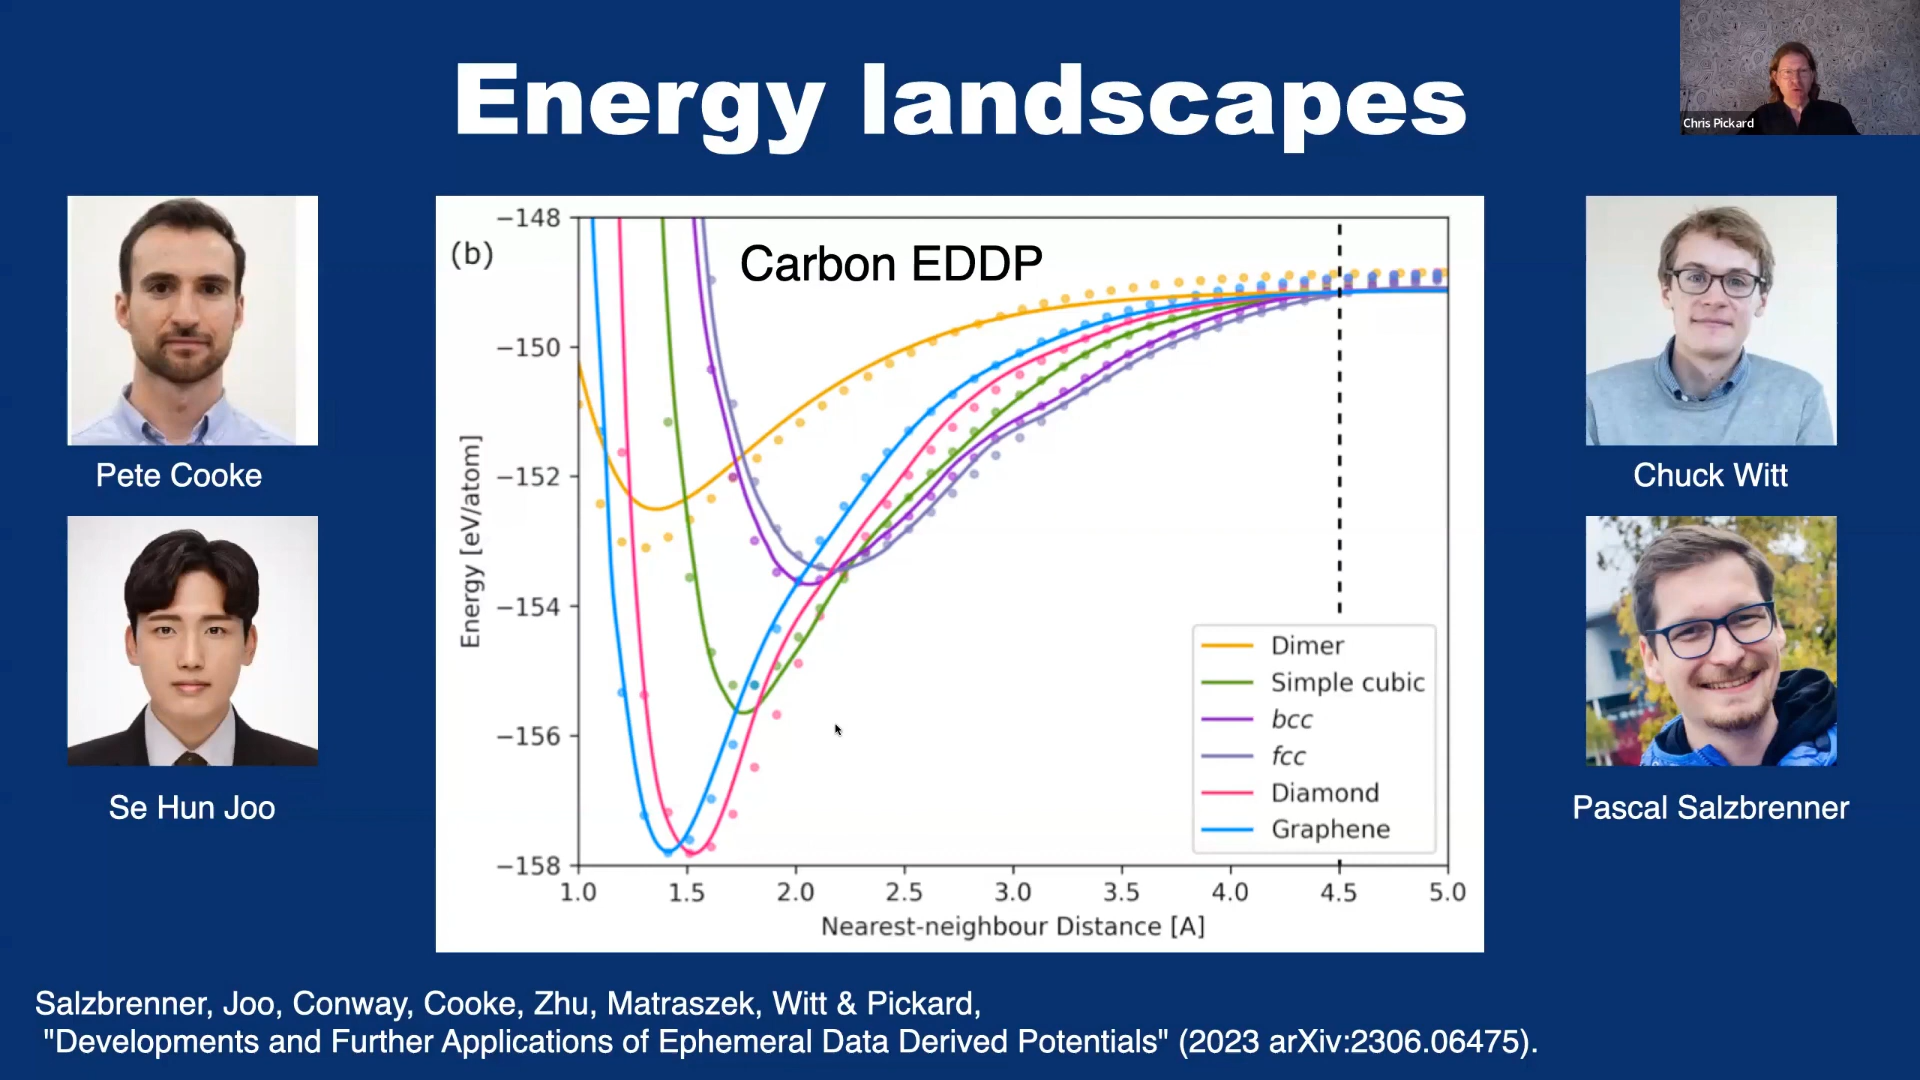 Energy landscapes
Chris Pickard
Pete Cooke
Se Hun Joo
(b)
Carbon EDDP
−148
−150
−152
−154
−156
−158
Energy [eV/atom]
1.0 1.5 2.0 2.5 3.0 3.5 4.0 4.5 5.0
Nearest-neighbour Distance [A]
Dimer
Simple cubic
bcc
fcc
Diamond
Graphene
Chuck Witt
Pascal Salzbrenner
Salzbrenner, Joo, Conway, Cooke, Zhu, Matraszek, Witt & Pickard,
"Developments and Further Applications of Ephemeral Data Derived Potentials" (2023 arXiv:2306.06475).